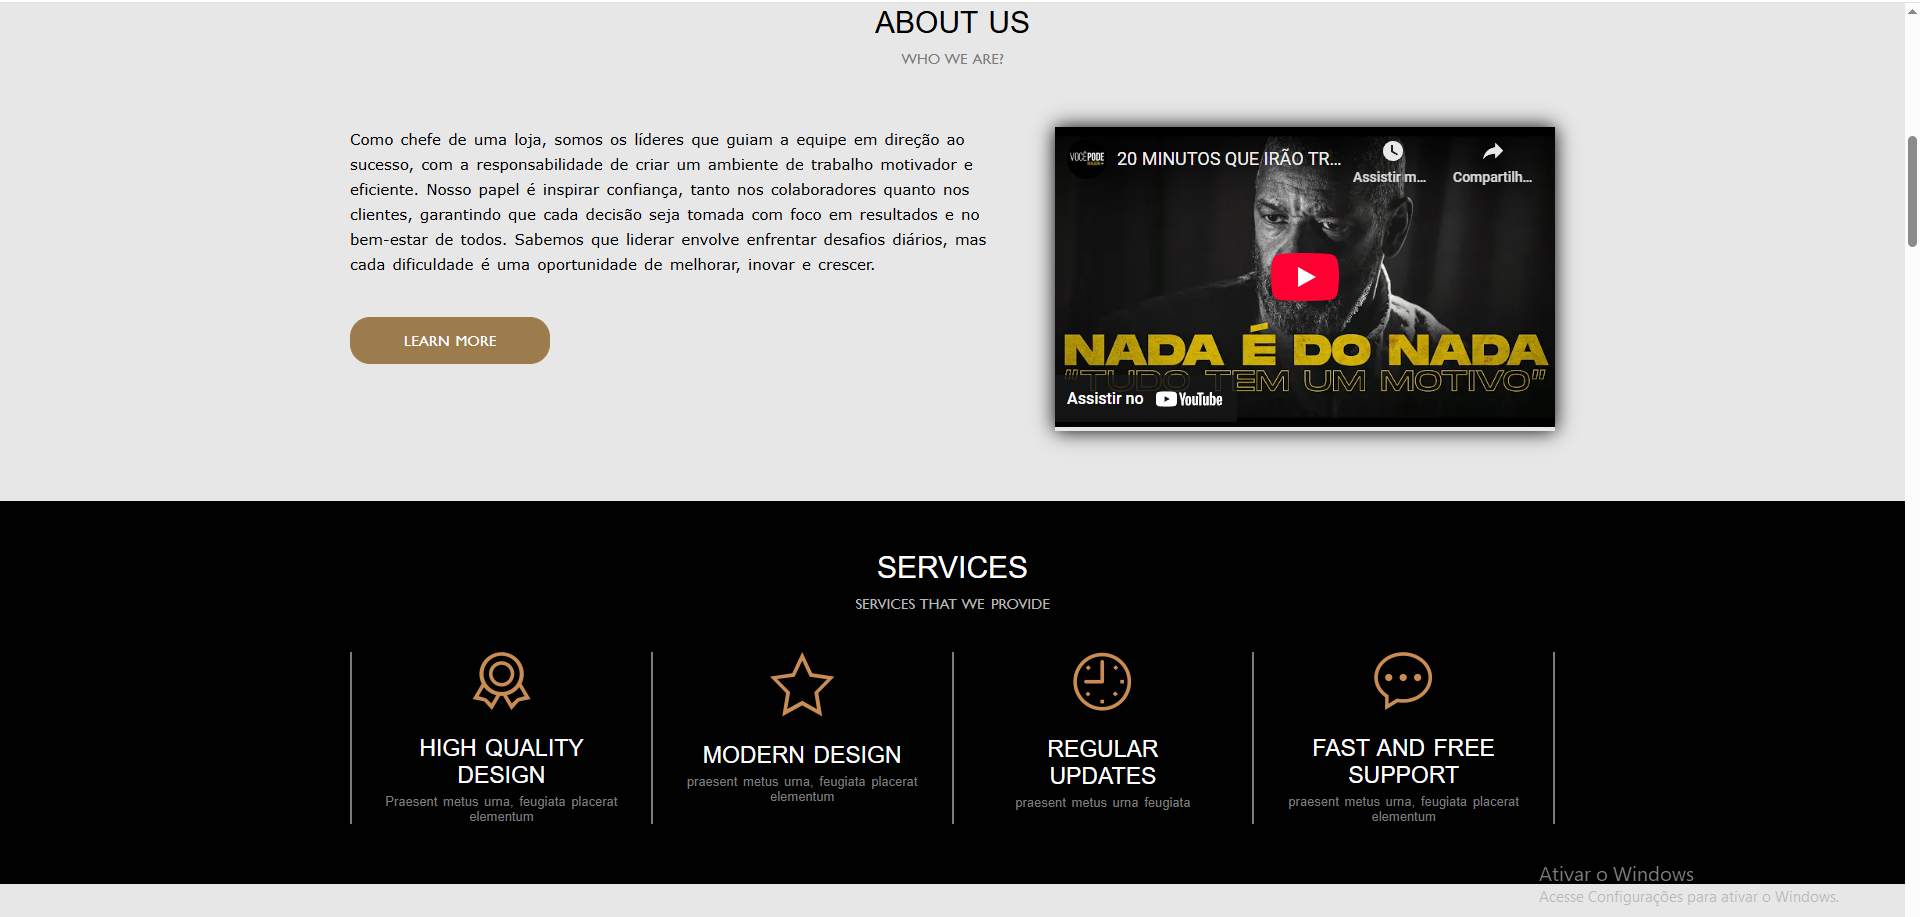 ABOUT US
WHO WE ARE?
Como chefe de uma loja, somos os líderes que guiam a equipe em direção ao
sucesso, com a responsabilidade de criar um ambiente de trabalho motivador e
eficiente. Nosso papel é inspirar confiança, tanto nos colaboradores quanto nos
clientes, garantindo que cada decisão seja tomada com foco em resultados e no
bem-estar de todos. Sabemos que liderar envolve enfrentar desafios diários, mas
cada dificuldade é uma oportunidade de melhorar, inovar e crescer.
LEARN MORE
VOCÊPODE
20 MINUTOS QUE IRÃO TR...
Assistir m...
Compartilh...
NADA É DO NADA
"TUDO TEM UM MOTIVO"
Assistir no YouTube
SERVICES
SERVICES THAT WE PROVIDE
HIGH QUALITY
DESIGN
Praesent metus urna, feugiata placerat
elementum
MODERN DESIGN
praesent metus urna, feugiata placerat
elementum
REGULAR
UPDATES
praesent metus urna feugiata
FAST AND FREE
SUPPORT
praesent metus urna, feugiata placerat
elementum
Ativar o Windows
Acesse Configurações para ativar o Windows.